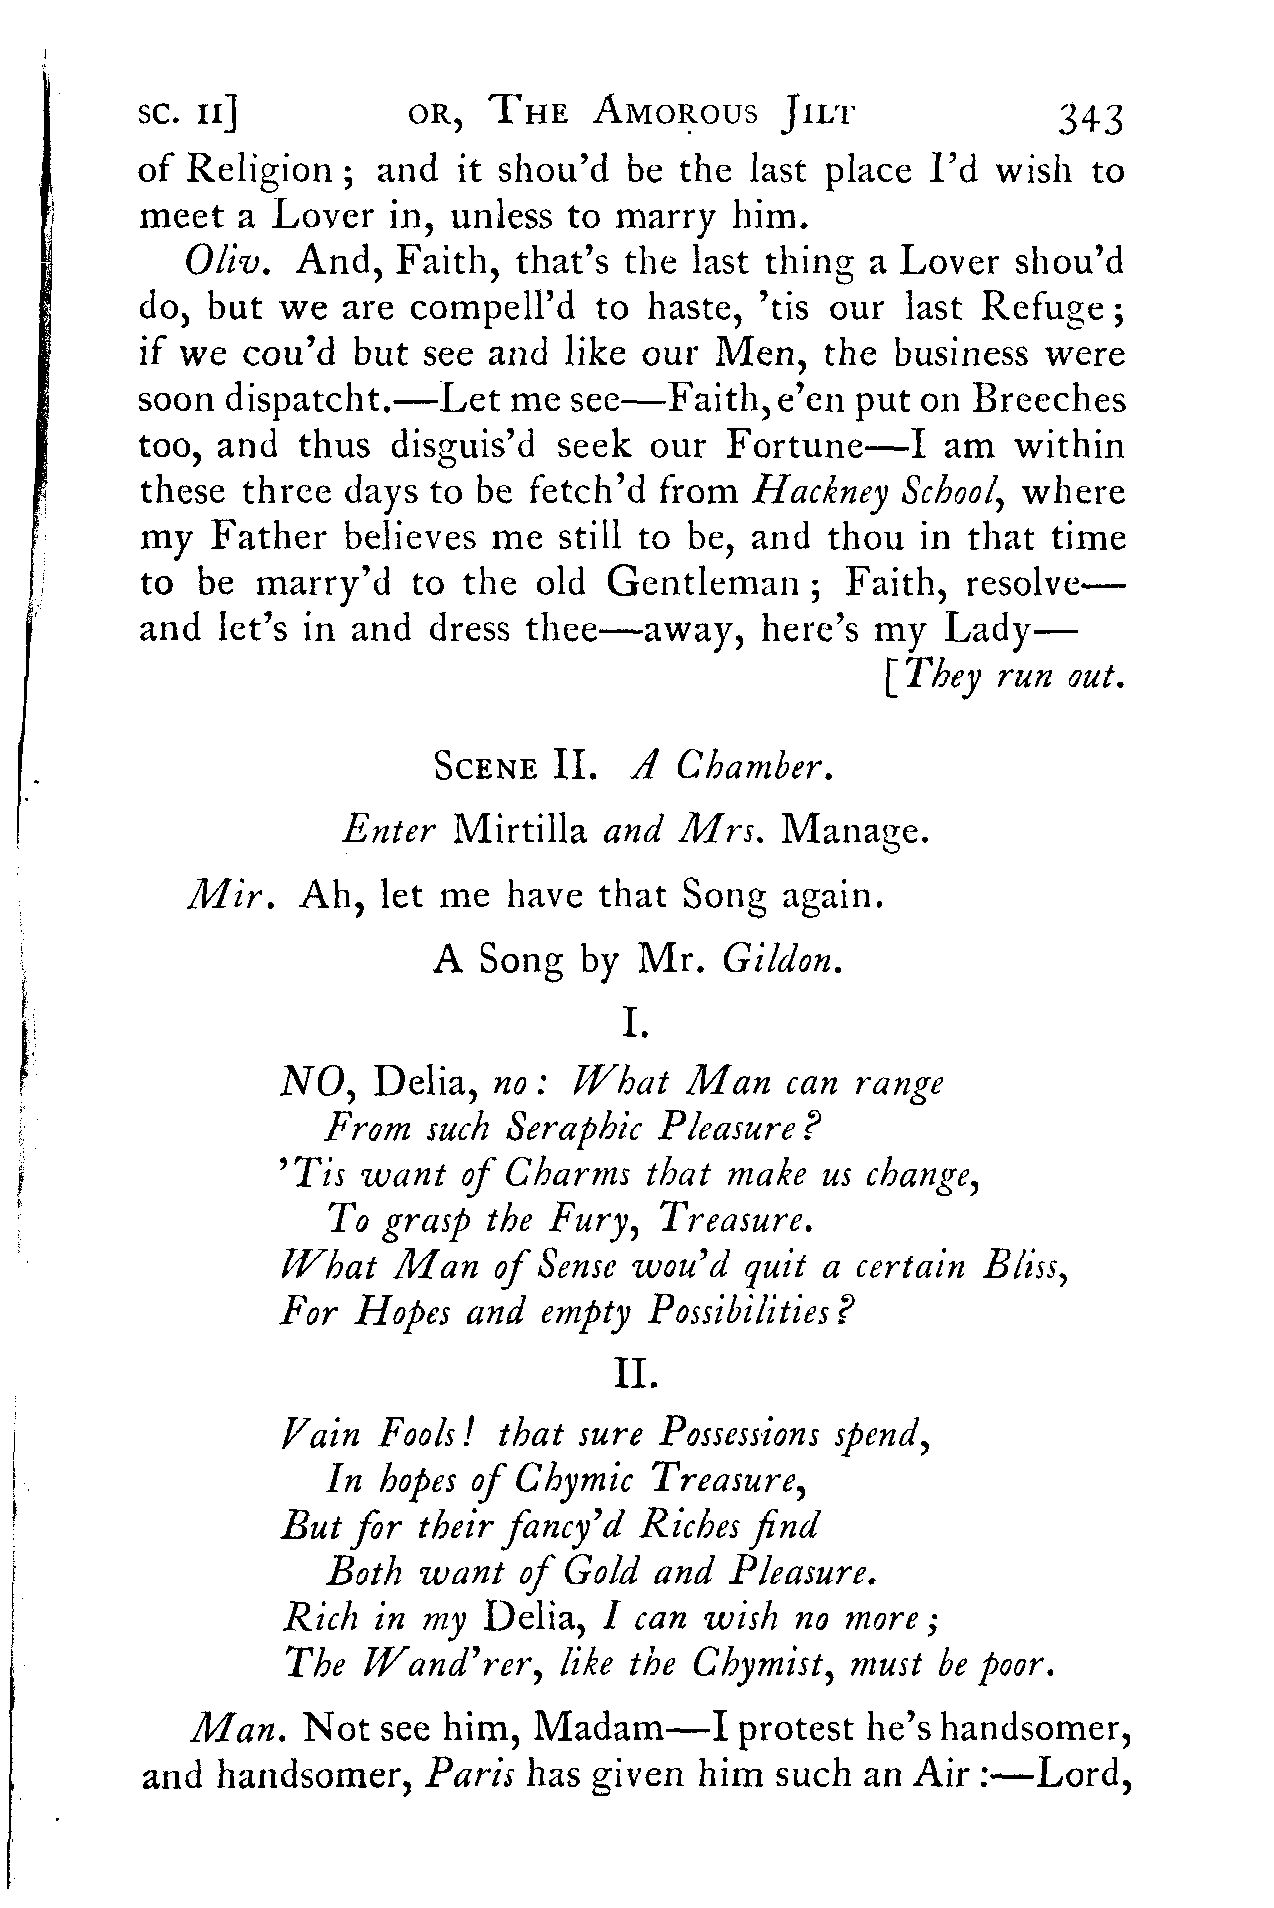 SC. II] OR, THE AMOROUS JILT 343
of Religion ; and it shou'd be the last place I'd wish to
meet a Lover in, unless to marry him.
Oliv. And, Faith, that's the last thing a Lover shou'd
do, but we are compell'd to haste, 'tis our last Refuge ;
if we cou'd but see and like our Men, the business were
soon dispatcht.—Let me see—Faith, e'en put on Breeches
too, and thus disguis'd seek our Fortune—I am within
these three days to be fetch'd from Hackney School, where
my Father believes me still to be, and thou in that time
to be marry'd to the old Gentleman ; Faith, resolve—
and let's in and dress thee—away, here's my Lady—
[They run out.
SCENE II. A Chamber.
Enter Mirtilla and Mrs. Manage.
Mir. Ah, let me have that Song again.
A Song by Mr. Gildon.
I.
NO, Delia, no : What Man can range
From such Seraphic Pleasure ?
'Tis want of Charms that make us change,
To grasp the Fury, Treasure.
What Man of Sense wou'd quit a certain Bliss,
For Hopes and empty Possibilities ?
II.
Vain Fools ! that sure Possessions spend,
In hopes of Chymic Treasure,
But for their fancy'd Riches find
Both want of Gold and Pleasure.
Rich in my Delia, I can wish no more ;
The Wand'rer, like the Chymist, must be poor.
Man. Not see him, Madam—I protest he's handsomer,
and handsomer, Paris has given him such an Air :—Lord,